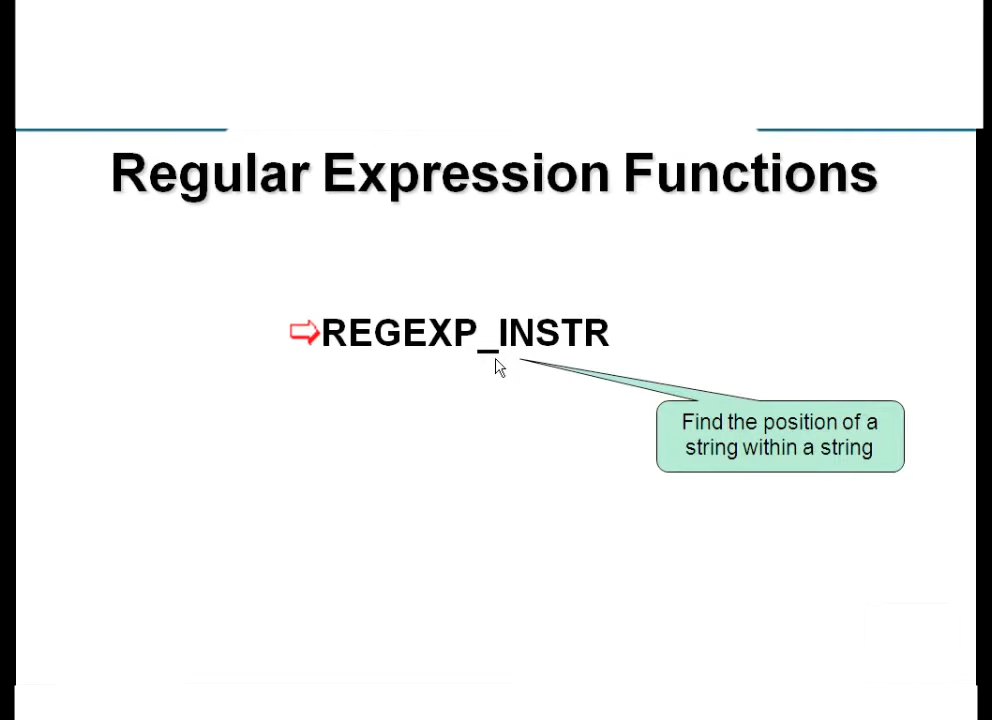 Regular Expression Functions
REGEXP_INSTR
Find the position of a
string within a string